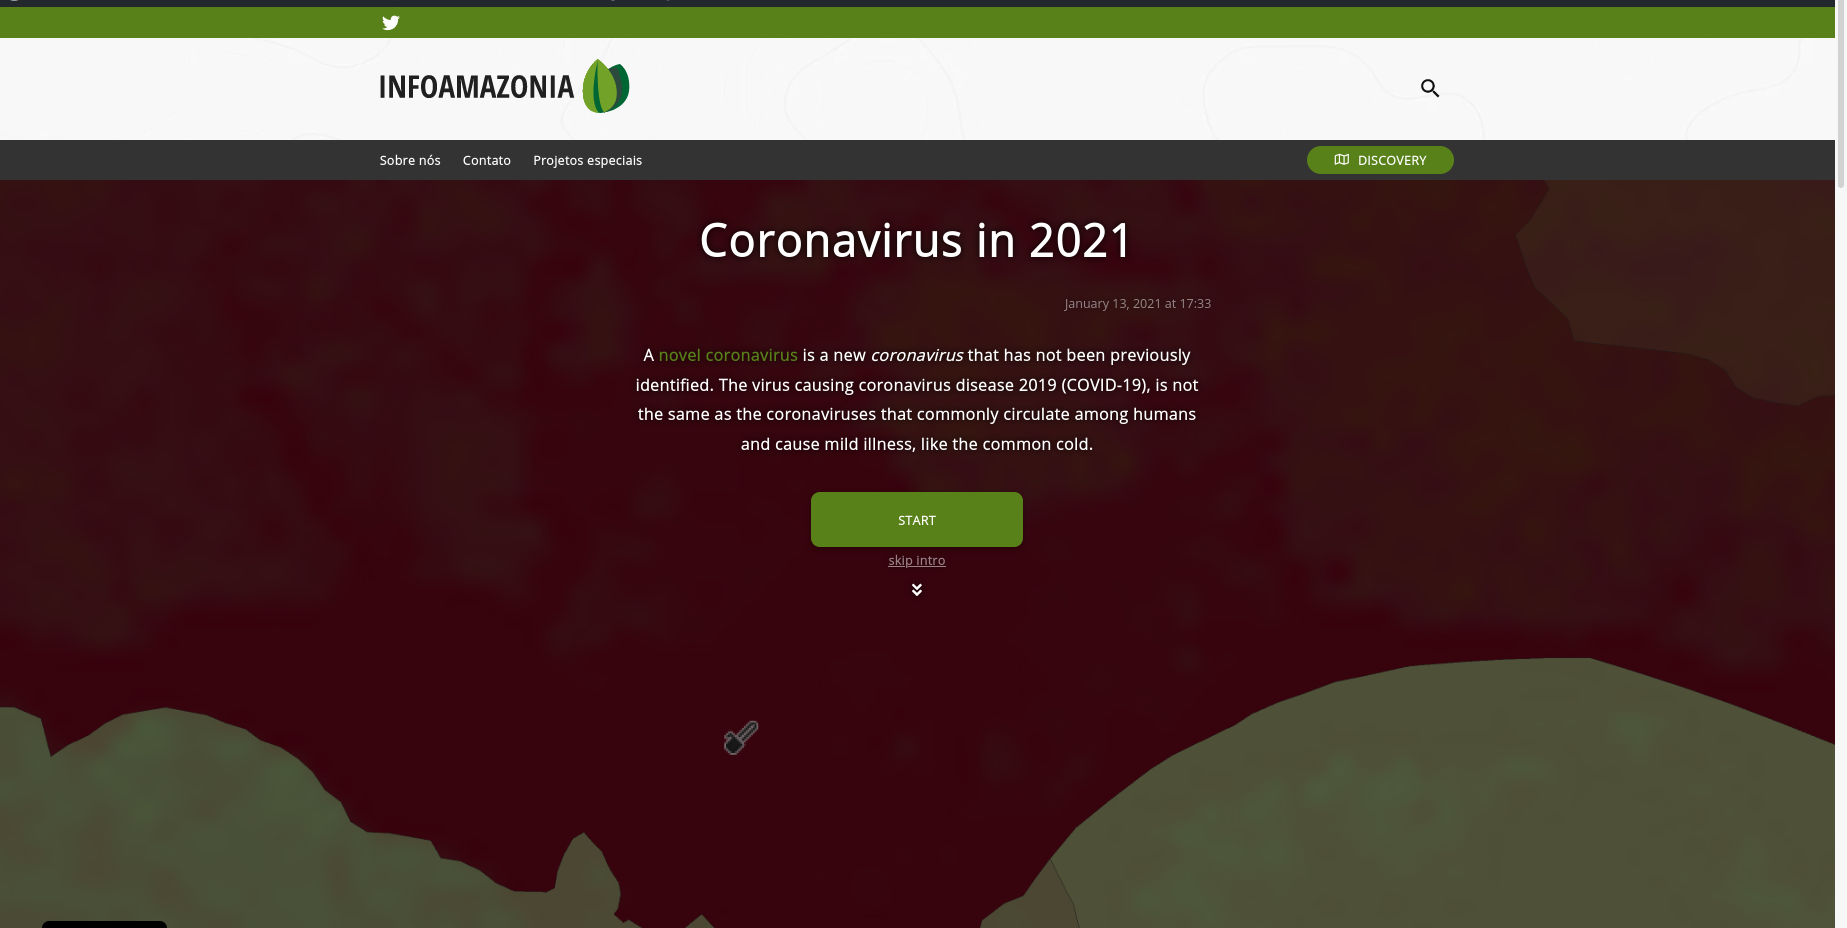 INFOAMAZONIA
Sobre nós Contato Projetos especiais DISCOVERY
Coronavirus in 2021
January 13, 2021 at 17:33
A novel coronavirus is a new coronavirus that has not been previously
identified. The virus causing coronavirus disease 2019 (COVID-19), is not
the same as the coronaviruses that commonly circulate among humans
and cause mild illness, like the common cold.
START
skip intro